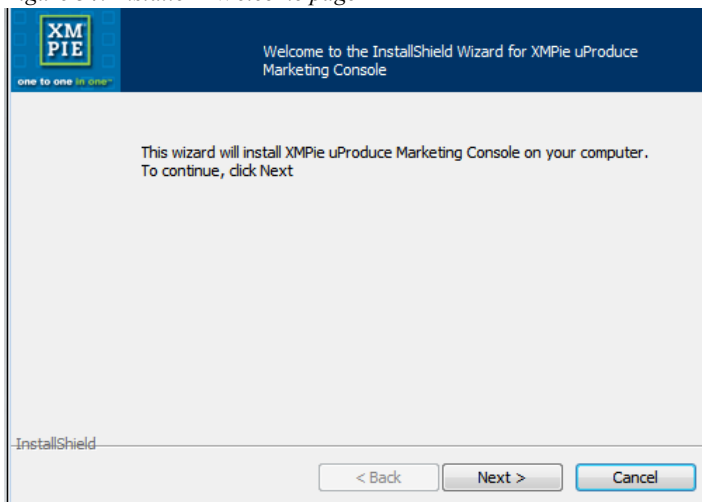 XM
PIE
one to one in one™
Welcome to the InstallShield Wizard for XMPie uProduce
Marketing Console
This wizard will install XMPie uProduce Marketing Console on your computer.
To continue, click Next
InstallShield
< Back
Next >
Cancel